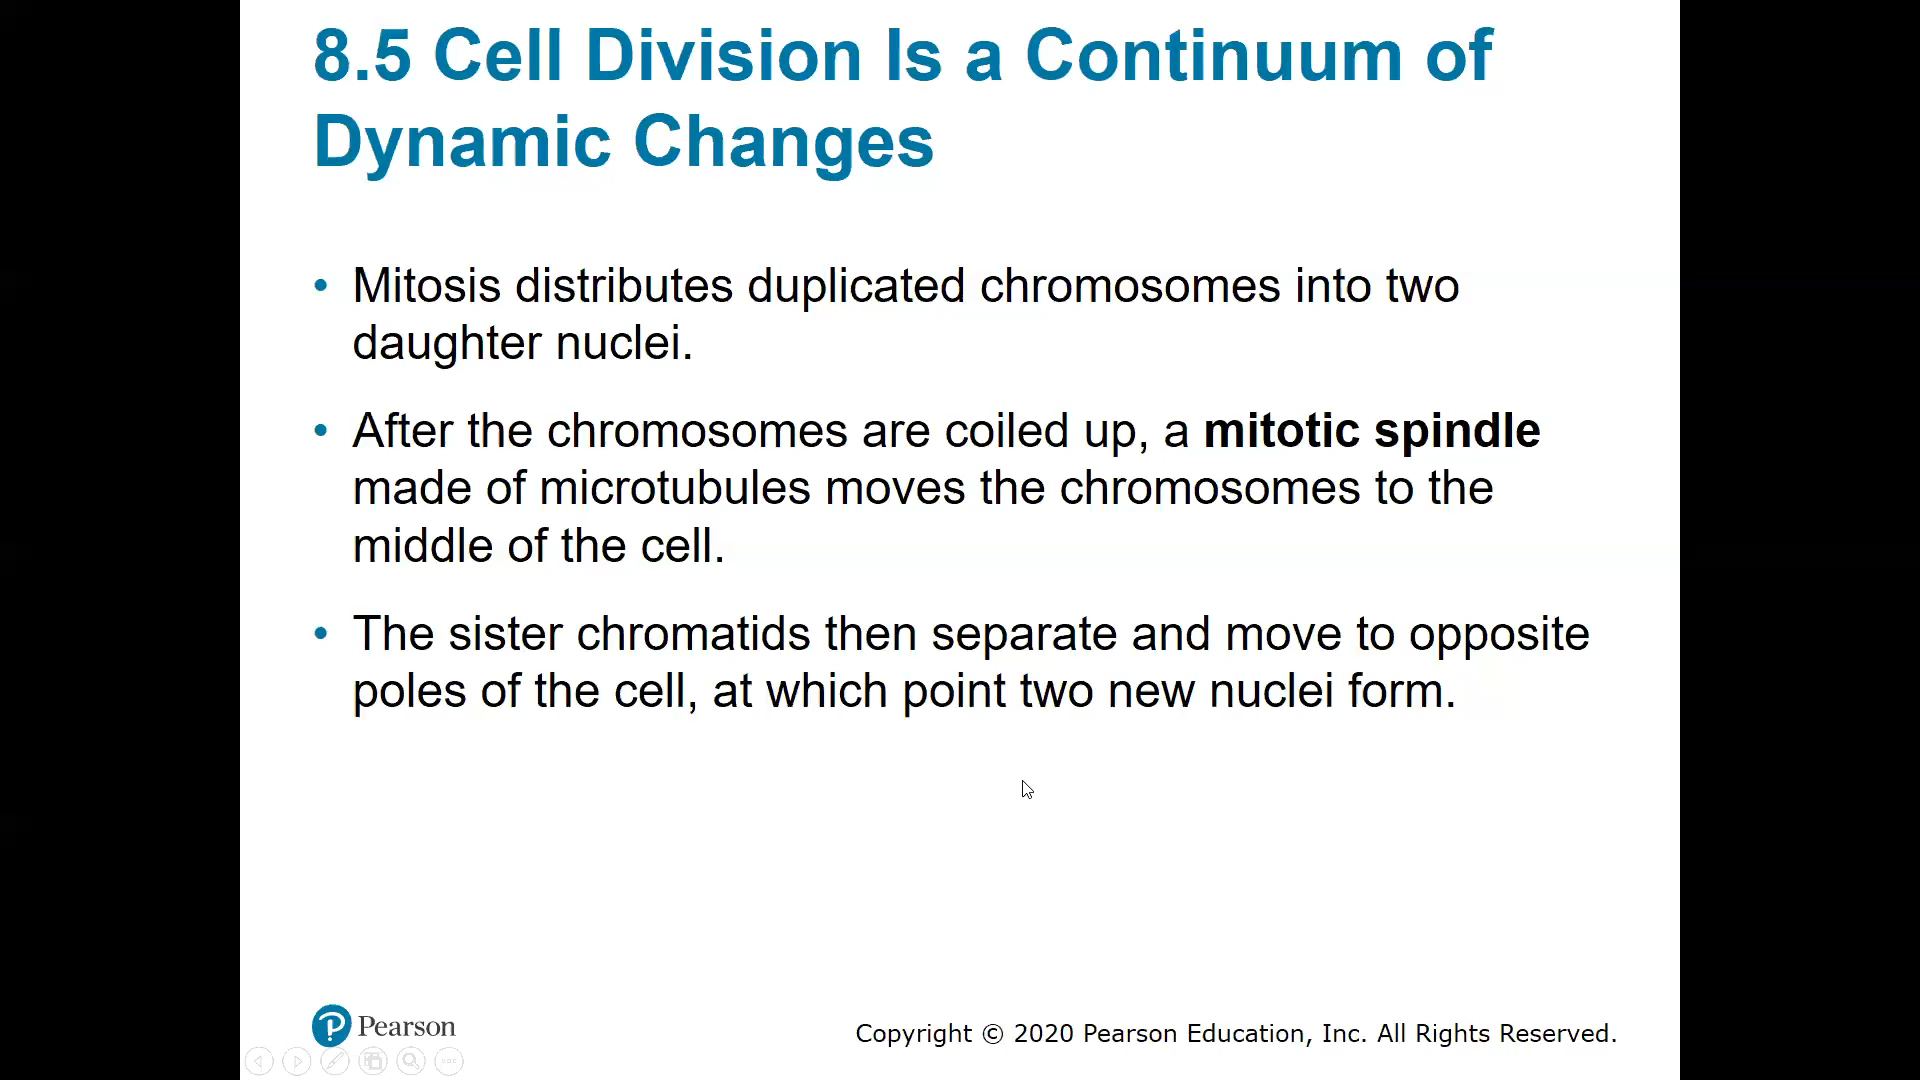 8.5 Cell Division Is a Continuum of
Dynamic Changes
• Mitosis distributes duplicated chromosomes into two
daughter nuclei.
• After the chromosomes are coiled up, a mitotic spindle
made of microtubules moves the chromosomes to the
middle of the cell.
• The sister chromatids then separate and move to opposite
poles of the cell, at which point two new nuclei form.
Pearson
Copyright © 2020 Pearson Education, Inc. All Rights Reserved.